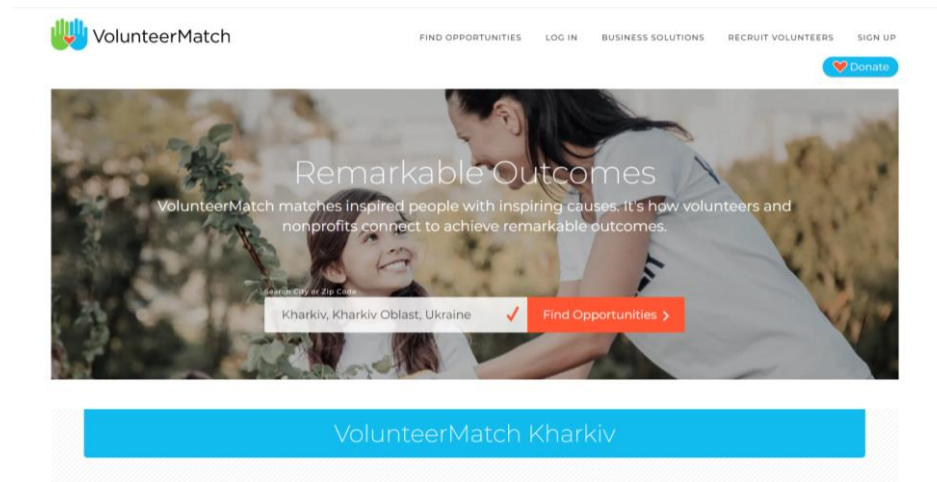 VolunteerMatch
FIND OPPORTUNITIES LOG IN BUSINESS SOLUTIONS RECRUIT VOLUNTEERS SIGN UP
Donate
Remarkable Outcomes
VolunteerMatch matches inspired people with inspiring causes. It's how volunteers and
nonprofits connect to achieve remarkable outcomes.
Search City or Zip Code
Kharkiv, Kharkiv Oblast, Ukraine
Find Opportunities >
VolunteerMatch Kharkiv